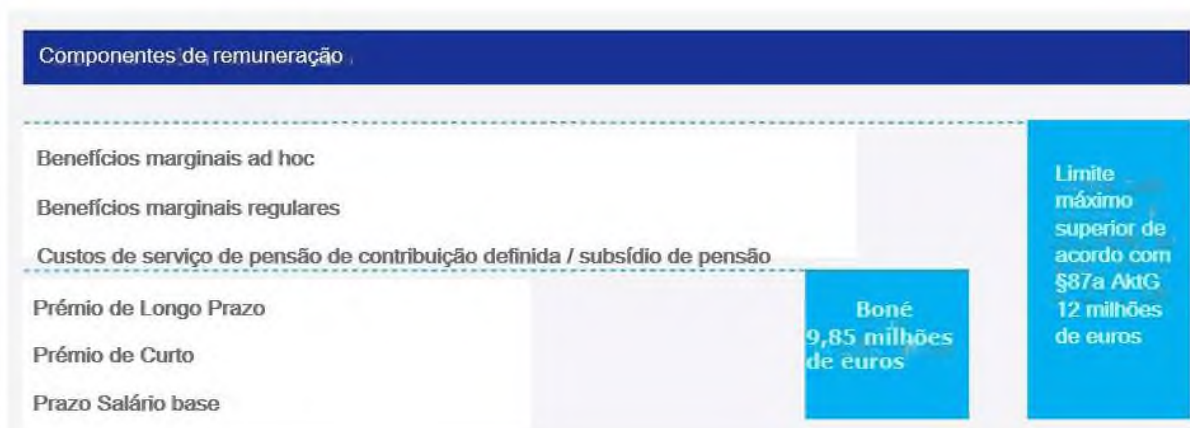 Componentes de remuneração
Benefícios marginais ad hoc
Benefícios marginais regulares
Custos de serviço de pensão de contribuição definida / subsídio de pensão
Prémio de Longo Prazo
Prémio de Curto
Prazo Salário base
Boné
9,85 milhões
de euros
Limite
máximo
superior de
acordo com
§87a AktG
12 milhões
de euros